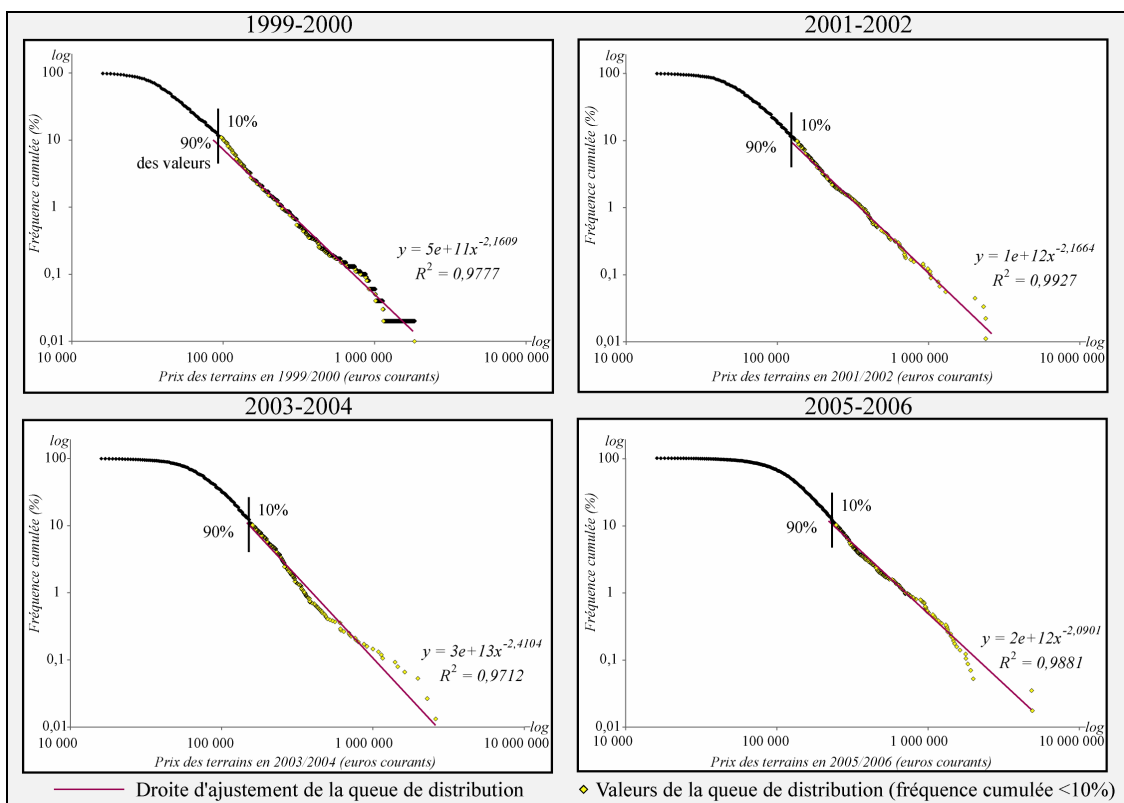 1999-2000
log
100
10
1
0,1
0,01
Fréquence cumulée (%)
10%
90%
des valeurs
y = 5e+11x-2,1609
R2 = 0,9777
10 000
100 000
1 000 000
10 000 000
log
Prix des terrains en 1999/2000 (euros courants)
2001-2002
log
100
10
1
0,1
0,01
Fréquence cumulée (%)
10%
90%
y = 1e+12x-2,1664
R2 = 0,9927
10 000
100 000
1 000 000
10 000 000
log
Prix des terrains en 2001/2002 (euros courants)
2003-2004
log
100
10
1
0,1
0,01
Fréquence cumulée (%)
10%
90%
y = 3e+13x-2,4104
R2 = 0,9712
10 000
100 000
1 000 000
10 000 000
log
Prix des terrains en 2003/2004 (euros courants)
2005-2006
log
100
10
1
0,1
0,01
Fréquence cumulée (%)
10%
90%
y = 2e+12x-2,0901
R2 = 0,9881
10 000
100 000
1 000 000
10 000 000
log
Prix des terrains en 2005/2006 (euros courants)
Droite d'ajustement de la queue de distribution
Valeurs de la queue de distribution (fréquence cumulée <10%)